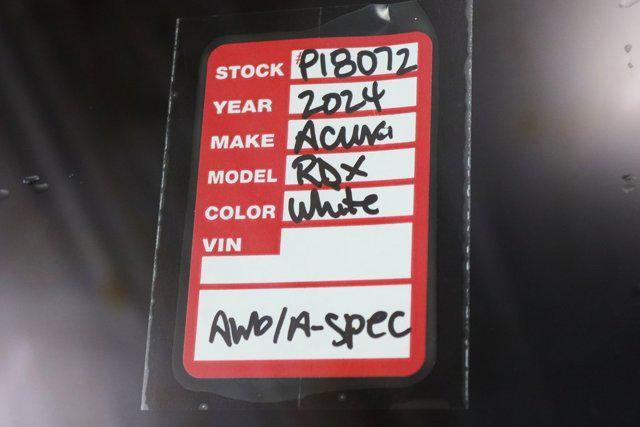 STOCK #P18072
YEAR 2024
MAKE Acura
MODEL RDX
COLOR White
VIN
AWD/A-Spec